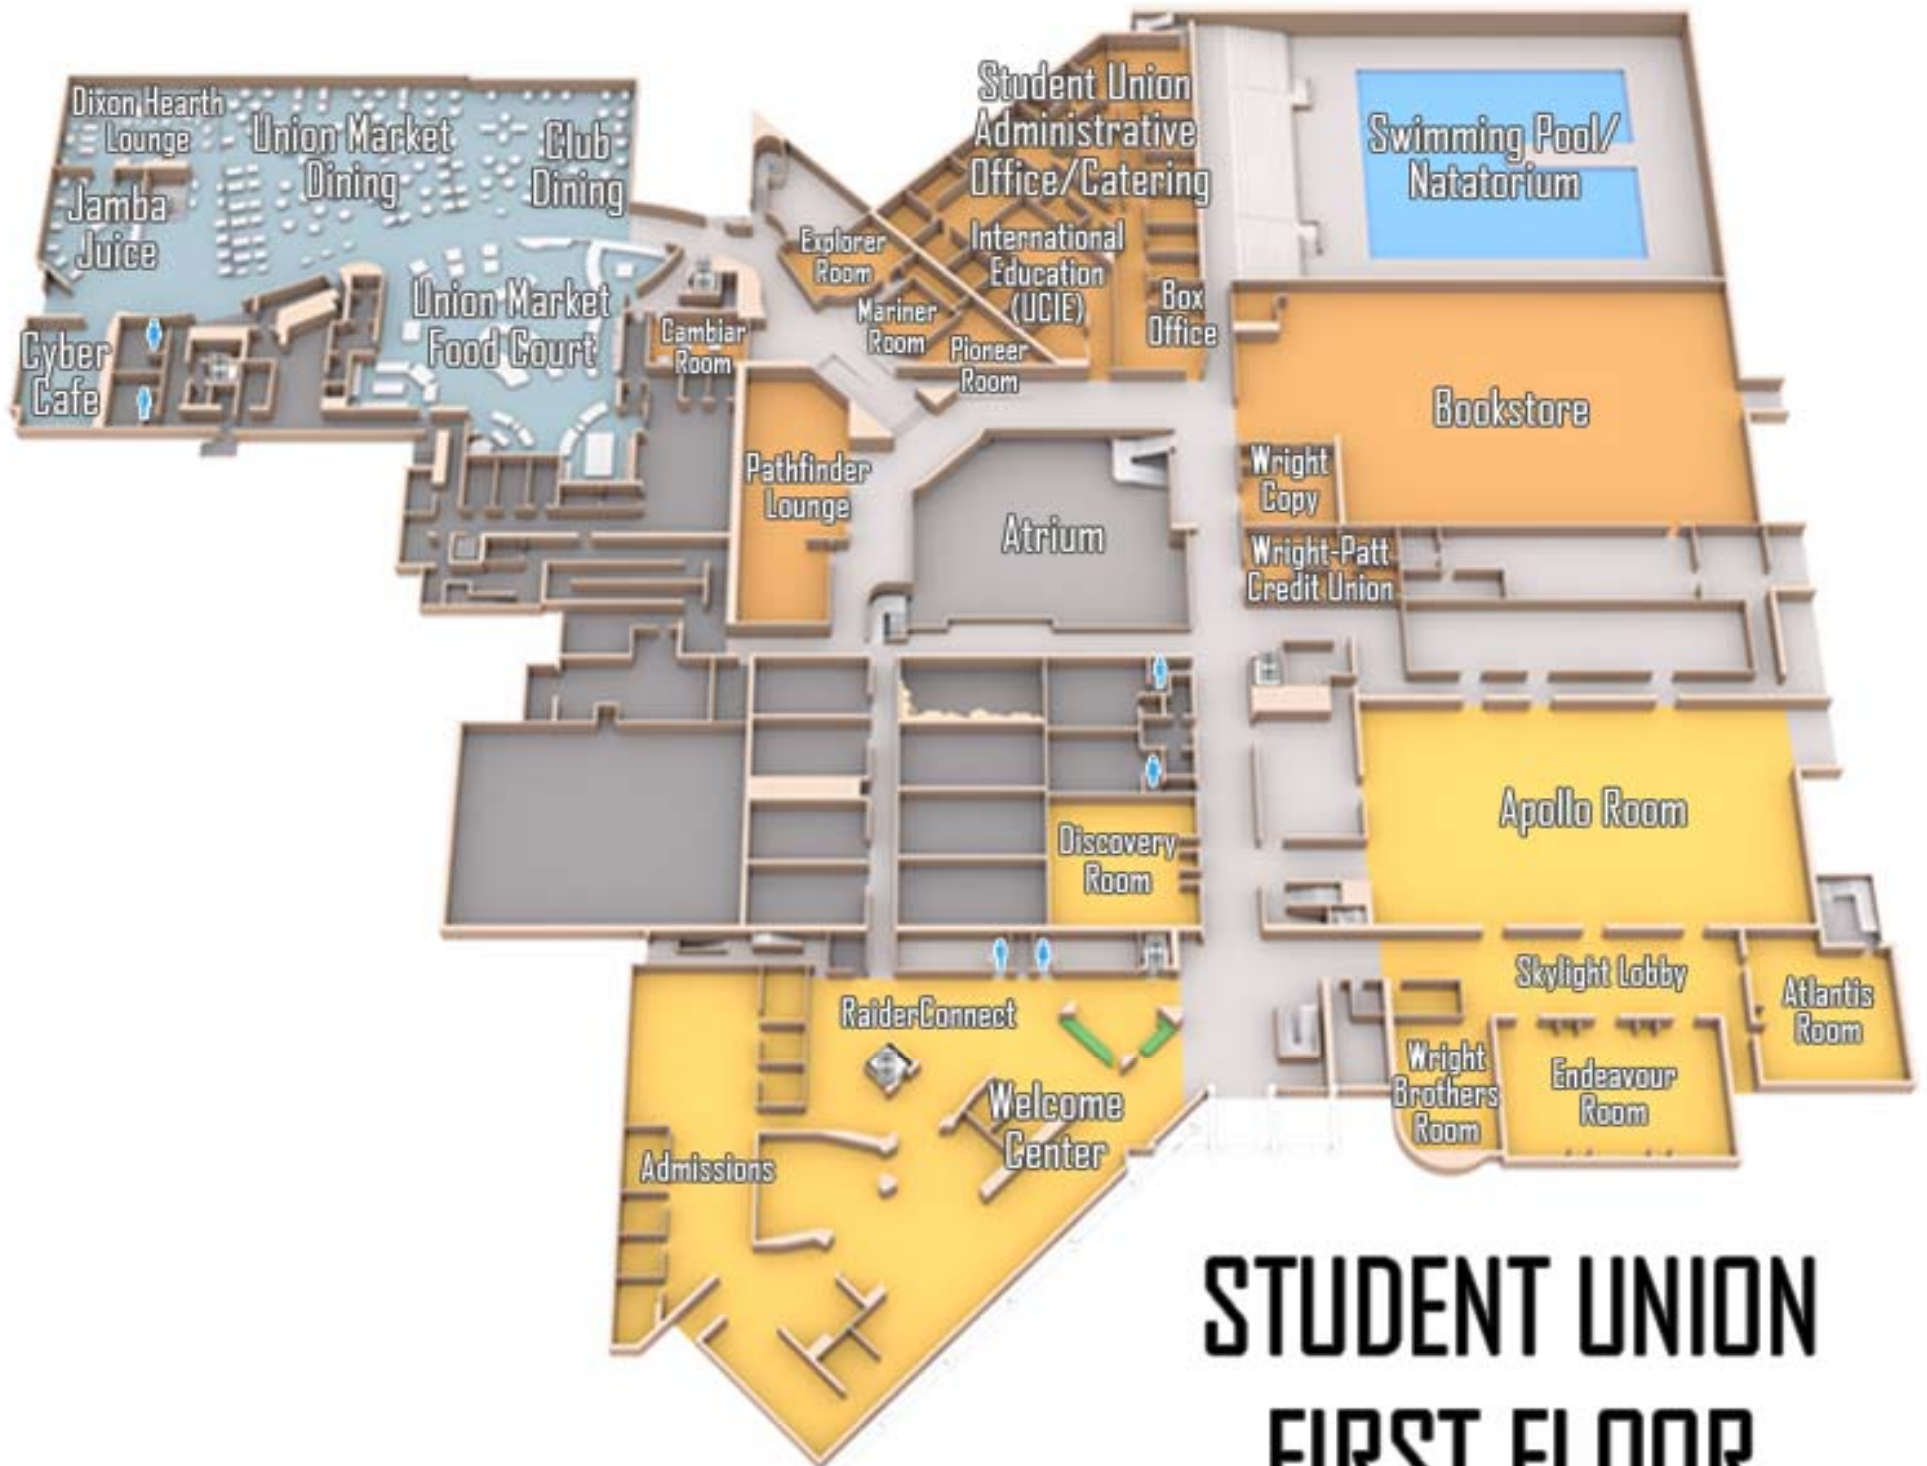 Dixon Hearth
Lounge
Union Market
Dining
Club
Dining
Jamba
Juice
Union Market
Food Court
Cyber
Cafe
Student Union
Administrative
Office/Catering
International
Education
(UCIE)
Box
Office
Explorer
Room
Mariner
Room
Pioneer
Room
Cambiar
Room
Swimming Pool/
Natatorium
Bookstore
Wright
Copy
Wright-Patt
Credit Union
Pathfinder
Lounge
Atrium
Apollo Room
Discovery
Room
Skylight Lobby
Atlantis
Room
Wright
Brothers
Room
Endeavour
Room
RaiderConnect
Welcome
Center
Admissions
STUDENT UNION
FIRST FLOOR